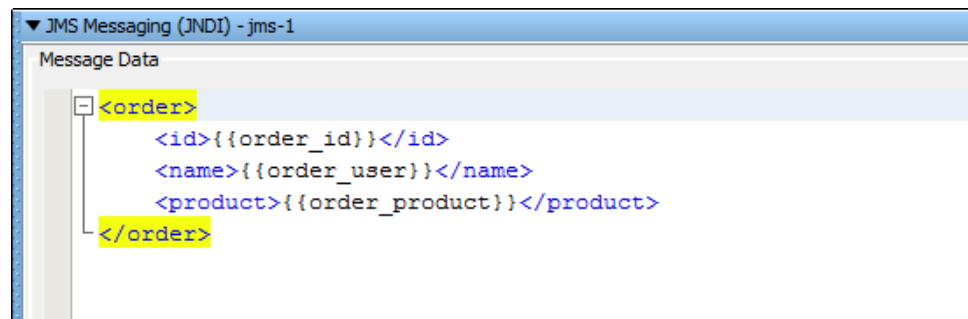 JMS Messaging (JNDI) - jms-1
Message Data
<order>
<id>{{order_id}}</id>
<name>{{order_user}}</name>
<product>{{order_product}}</product>
</order>